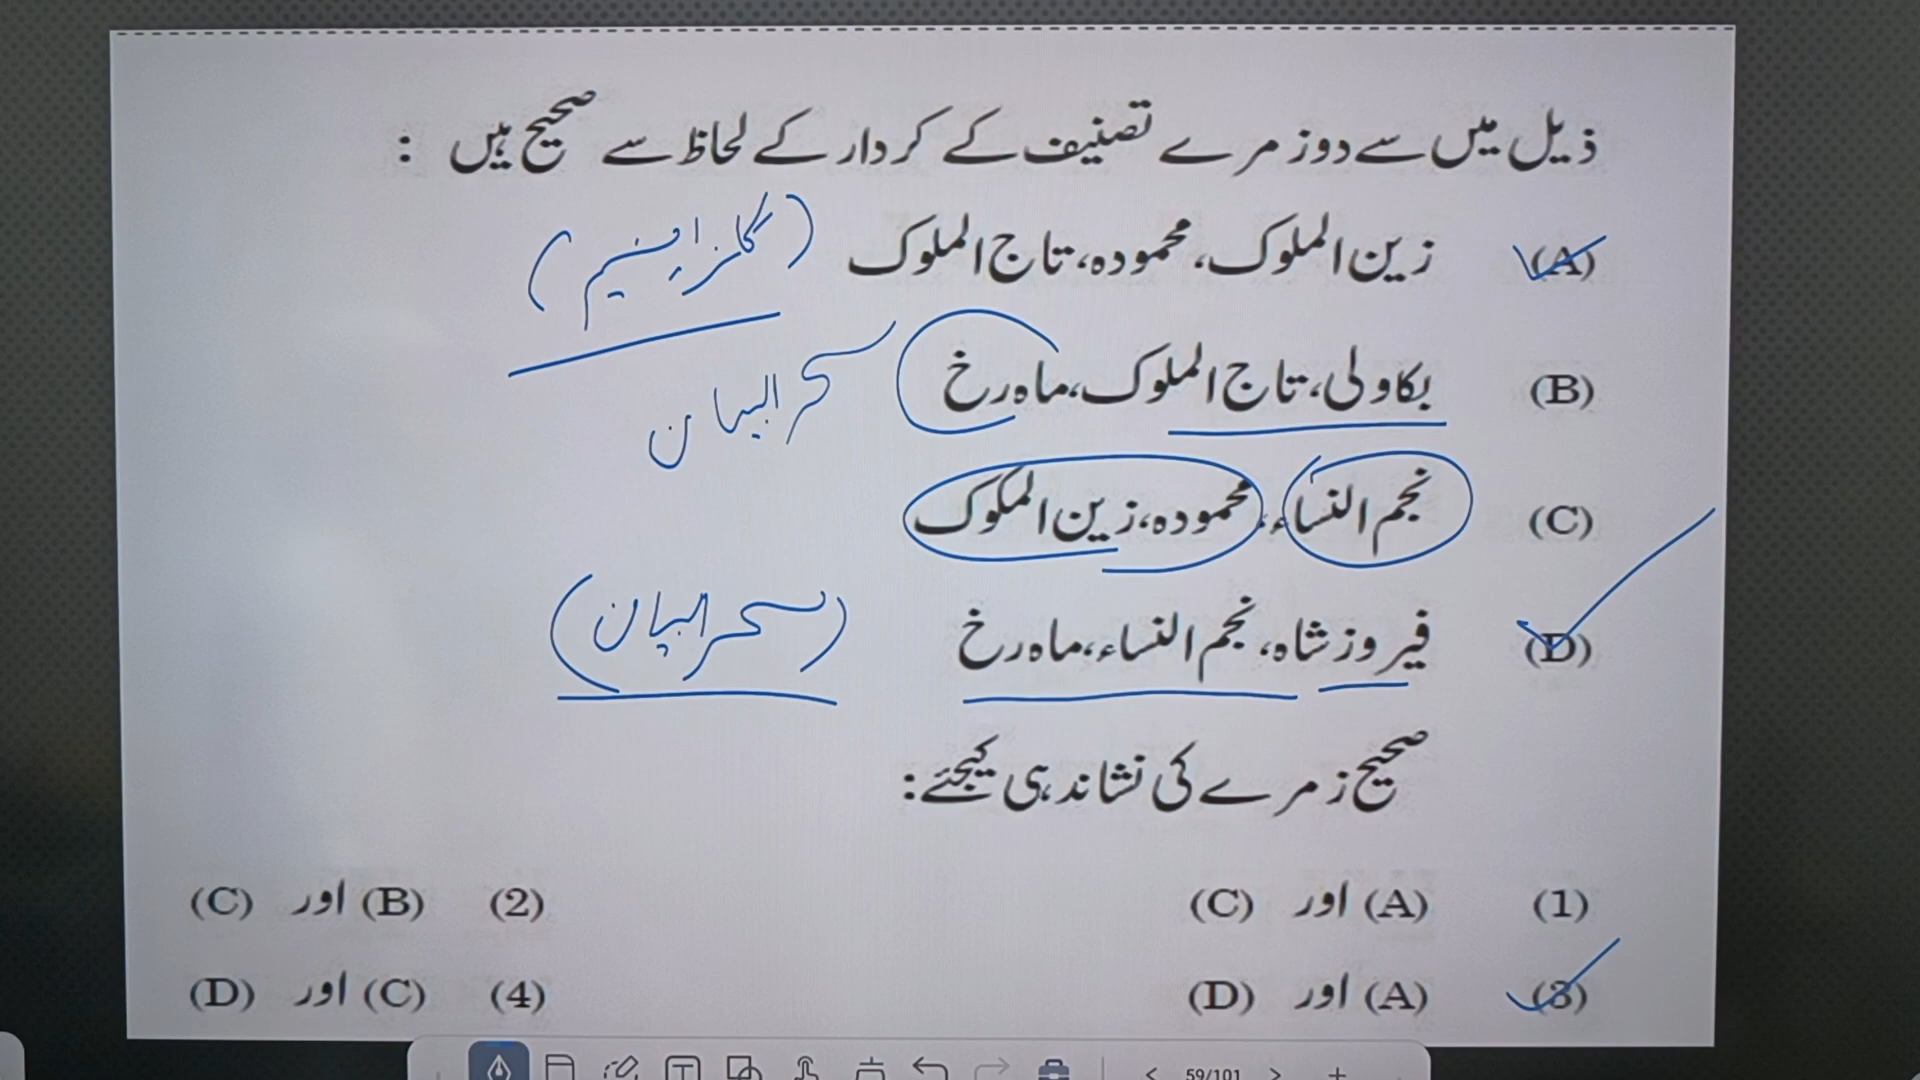 ذیل میں سے دو زمرے تصنیف کے کردار کے لحاظ سے صحیح ہیں :
(A) زین الملوک، محمودہ، تاج الملوک (گلزار نسیم)
(B) بکاولی، تاج الملوک، ماہ رخ سحر البیان
(C) نجم النساء، محمودہ، زین الملوک
(D) فیروز شاہ، نجم النساء، ماہ رخ (سحر البیان)
صحیح زمرے کی نشاندہی کیجئے:
(1) (A) اور (C) (2) (B) اور (C)
(3) (A) اور (D) (4) (C) اور (D)
59/101